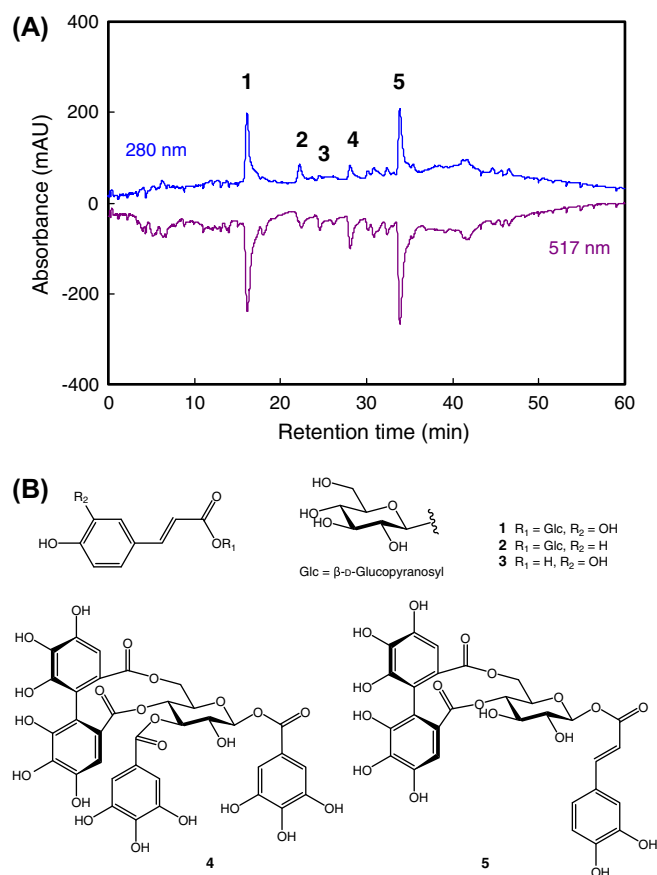 (A)
400
200
0
-200
-400
Absorbance (mAU)
1
2
3
4
5
280 nm
517 nm
0
10
20
30
40
50
60
Retention time (min)
(B)
R₂
HO
O
OR₁
HO
HO
HO
O
OH
Glc = β-D-Glucopyranosyl
1 R₁ = Glc, R₂ = OH
2 R₁ = Glc, R₂ = H
3 R₁ = H, R₂ = OH
OH
HO
HO
HO
HO
OH
O
O
O
O
O
O
O
O
OH
O
O
OH
OH
OH
OH
OH
OH
4
OH
HO
HO
HO
HO
OH
O
O
O
O
O
HO
OH
O
O
OH
OH
5